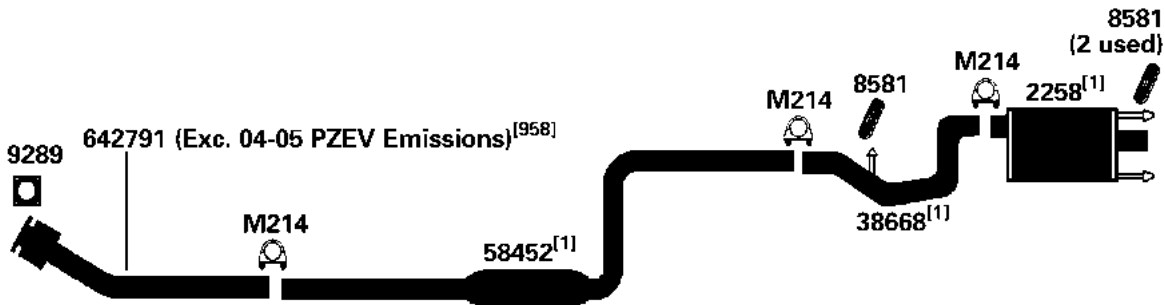 8581
(2 used)
M214
2258[1]
8581
M214
642791 (Exc. 04-05 PZEV Emissions)[958]
9289
38668[1]
M214
58452[1]